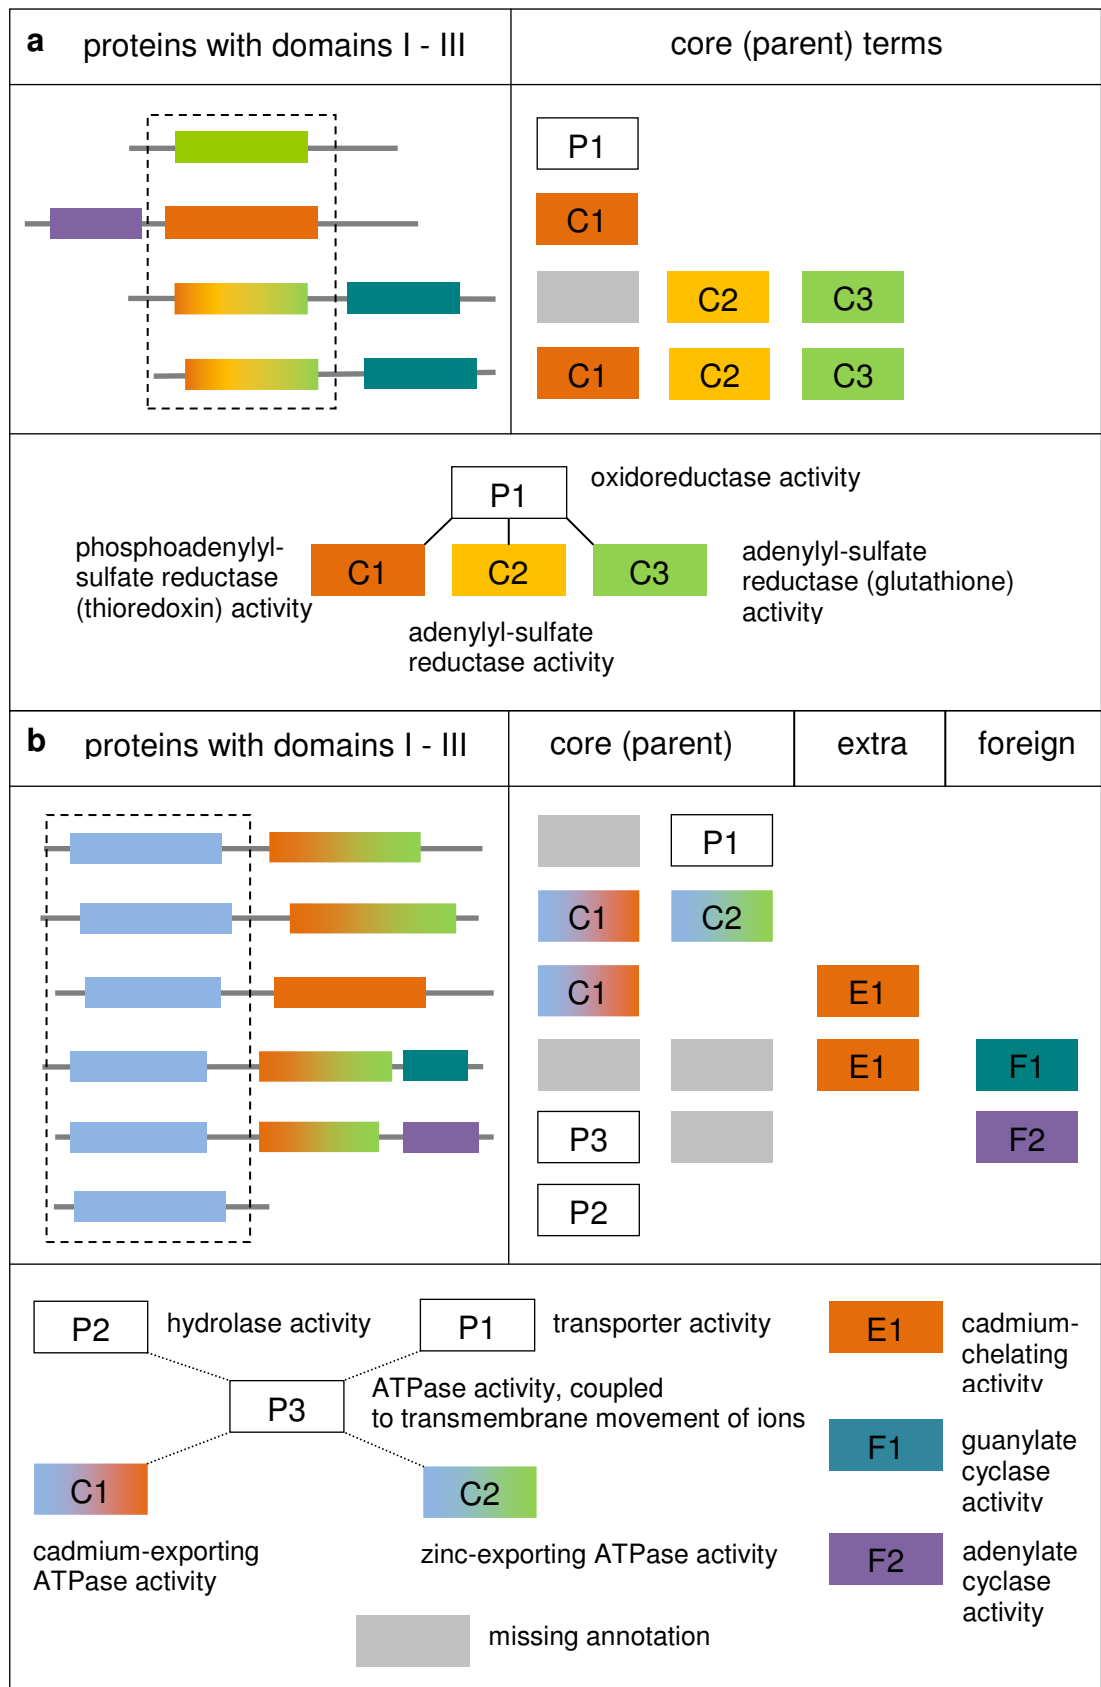 a proteins with domains I - III
core (parent) terms
P1
C1
C2 C3
C1 C2 C3
P1
oxidoreductase activity
C1 C2 C3
phosphoadenylyl-
sulfate reductase
(thioredoxin) activity
adenylyl-sulfate
reductase activity
adenylyl-sulfate
reductase (glutathione)
activity
b proteins with domains I - III
core (parent)
extra
foreign
P1
C1 C2
C1 E1
E1 F1
P3 F2
P2
P2
hydrolase activity
P1
transporter activity
P3
ATPase activity, coupled
to transmembrane movement of ions
C1
cadmium-exporting
ATPase activity
C2
zinc-exporting ATPase activity
E1
cadmium-
chelating
activity
F1
guanylate
cyclase
activity
F2
adenylate
cyclase
activity
missing annotation